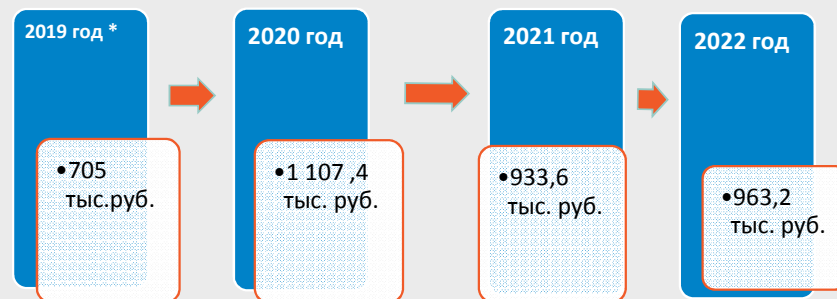 2019 год *
•705
тыс.руб.
2020 год
•1 107 ,4
тыс. руб.
2021 год
•933,6
тыс. руб.
2022 год
•963,2
тыс. руб.